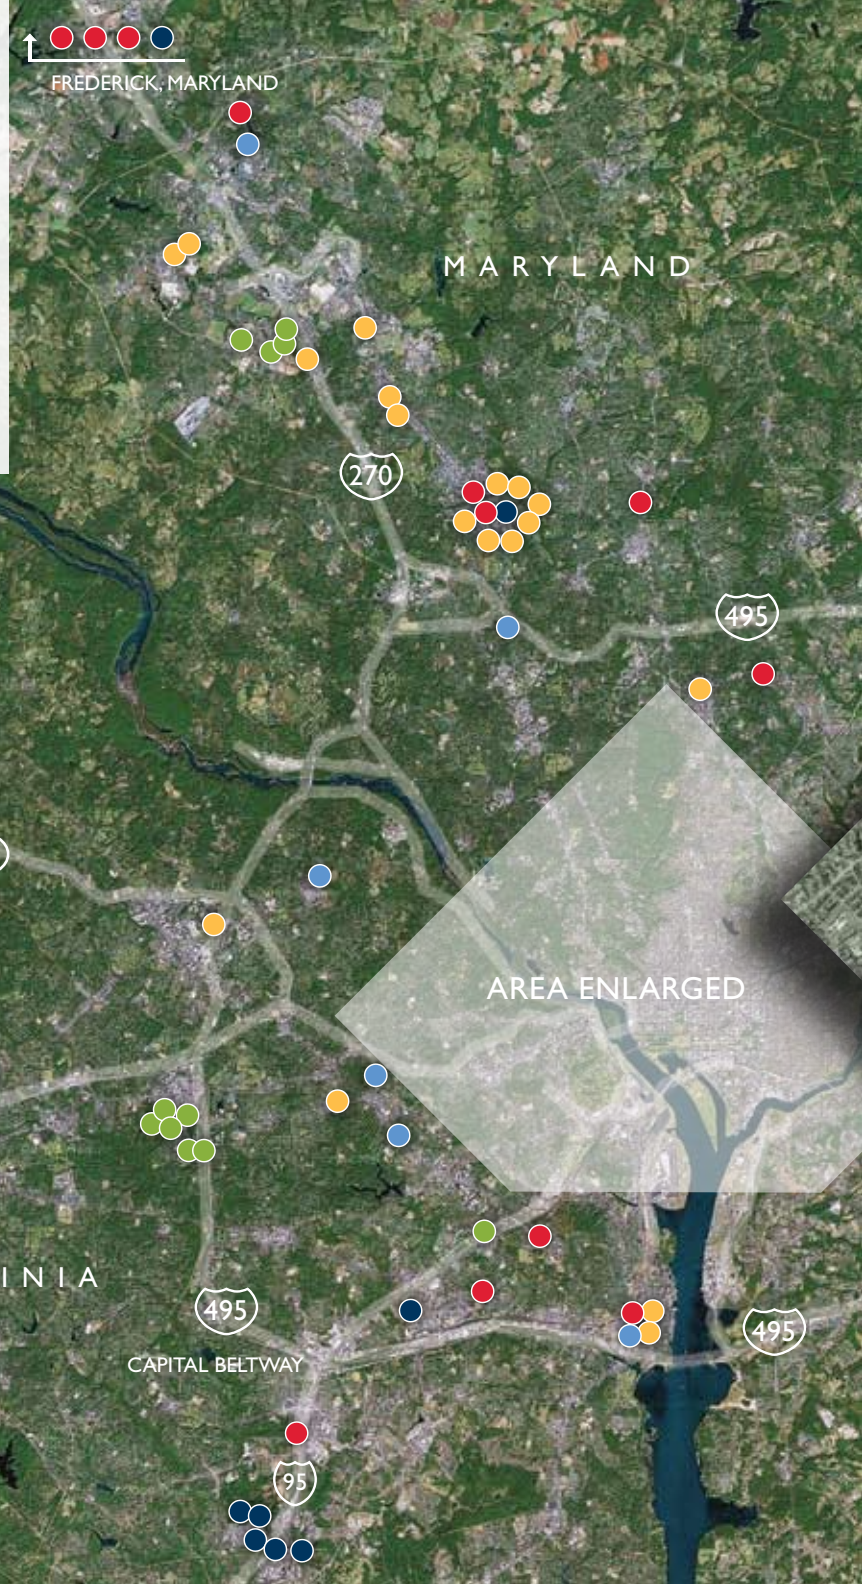 FREDERICK, MARYLAND
MARYLAND
270
495
AREA ENLARGED
INIA
495
495
CAPITAL BELTWAY
95